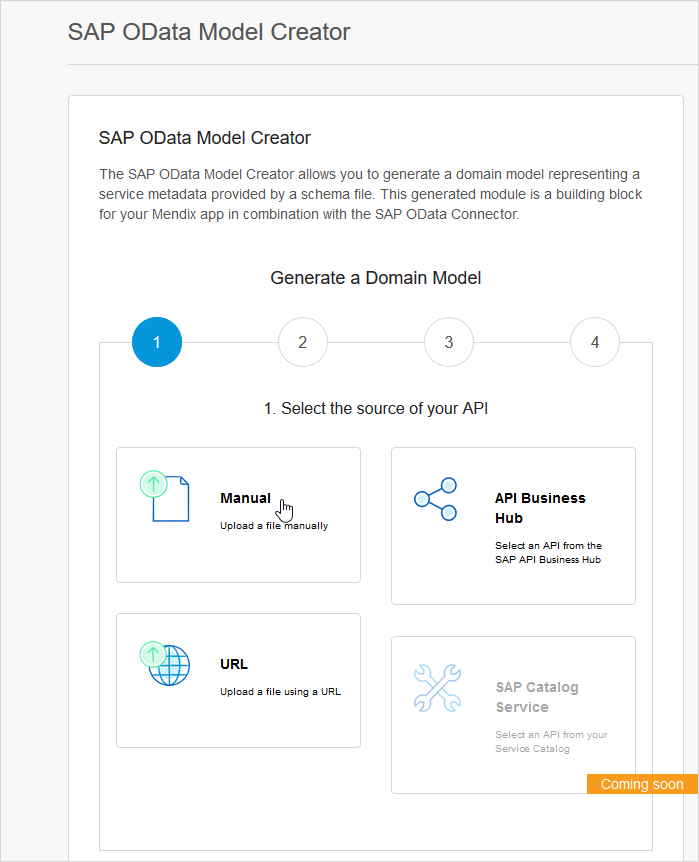 SAP OData Model Creator
SAP OData Model Creator
The SAP OData Model Creator allows you to generate a domain model representing a
service metadata provided by a schema file. This generated module is a building block
for your Mendix app in combination with the SAP OData Connector.
Generate a Domain Model
1
2
3
4
1. Select the source of your API
Manual
Upload a file manually
API Business
Hub
Select an API from the
SAP API Business Hub
URL
Upload a file using a URL
SAP Catalog
Service
Select an API from your
Service Catalog
Coming soon